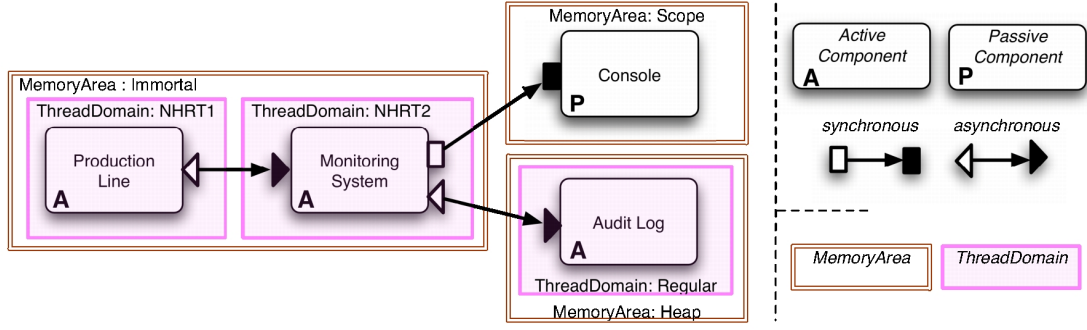 MemoryArea : Immortal
ThreadDomain: NHRT1
Production
Line
A
ThreadDomain: NHRT2
Monitoring
System
A
MemoryArea: Scope
Console
P
Audit Log
A
ThreadDomain: Regular
MemoryArea: Heap
Active
Component
A
Passive
Component
P
synchronous
asynchronous
MemoryArea
ThreadDomain